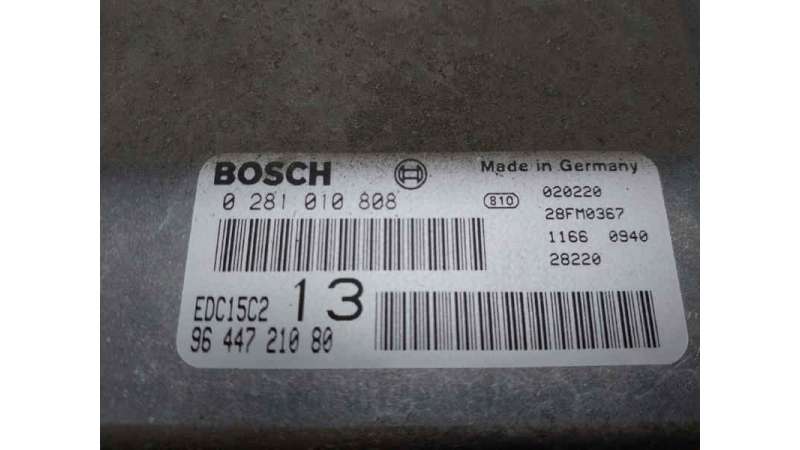 BOSCH
0 281 010 808
EDC15C2 13
96 447 210 80
Made in Germany
810 020220
28FM0367
1166 0940
28220